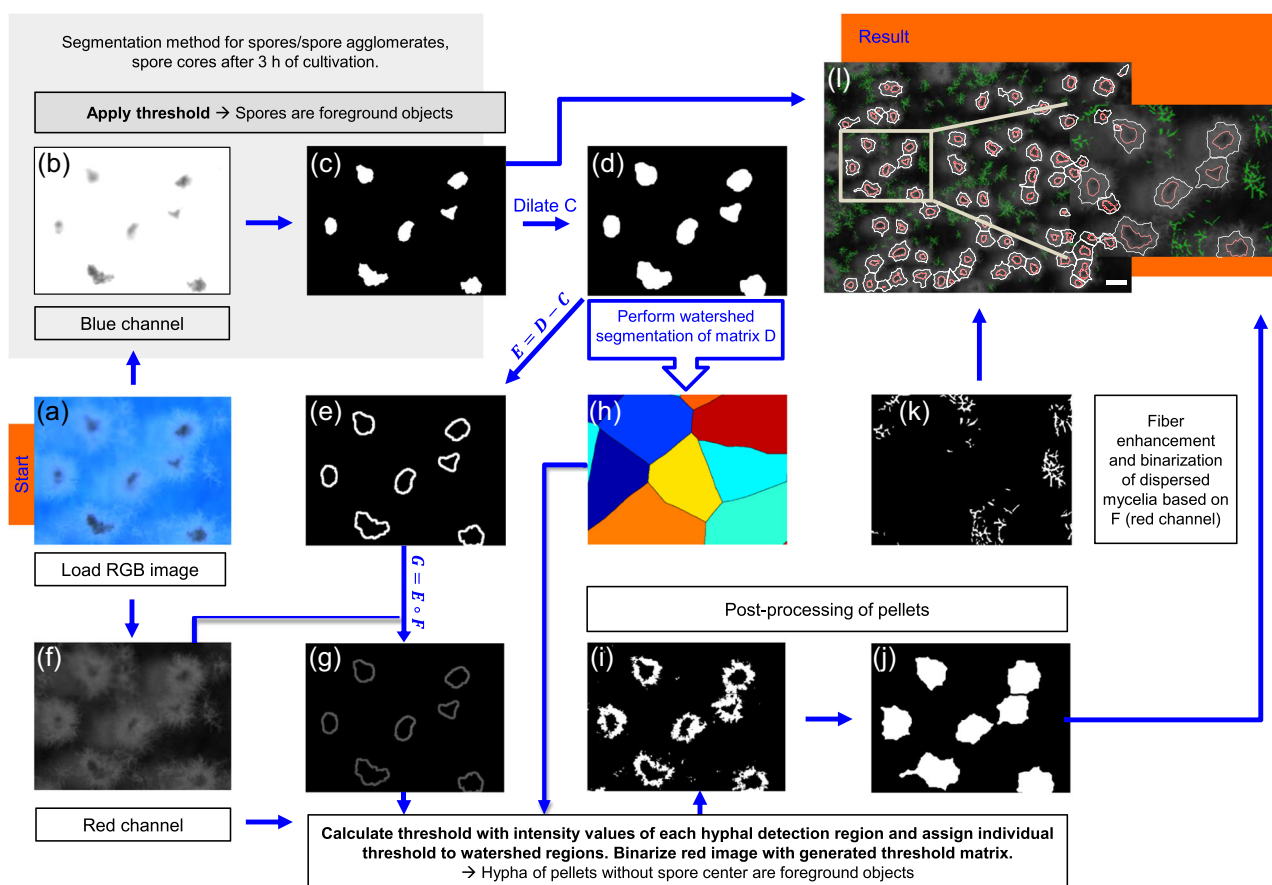 Segmentation method for spores/spore agglomerates,
spore cores after 3 h of cultivation.
Apply threshold → Spores are foreground objects
(b)
Blue channel
(c)
Dilate C
(d)
Perform watershed
segmentation of matrix D
E = D − C
Result
(l)
Start
(a)
Load RGB image
(e)
G = E ∘ F
(h)
(k)
Fiber
enhancement
and binarization
of dispersed
mycelia based on
F (red channel)
Post-processing of pellets
(f)
Red channel
(g)
(i)
(j)
Calculate threshold with intensity values of each hyphal detection region and assign individual
threshold to watershed regions. Binarize red image with generated threshold matrix.
→ Hypha of pellets without spore center are foreground objects